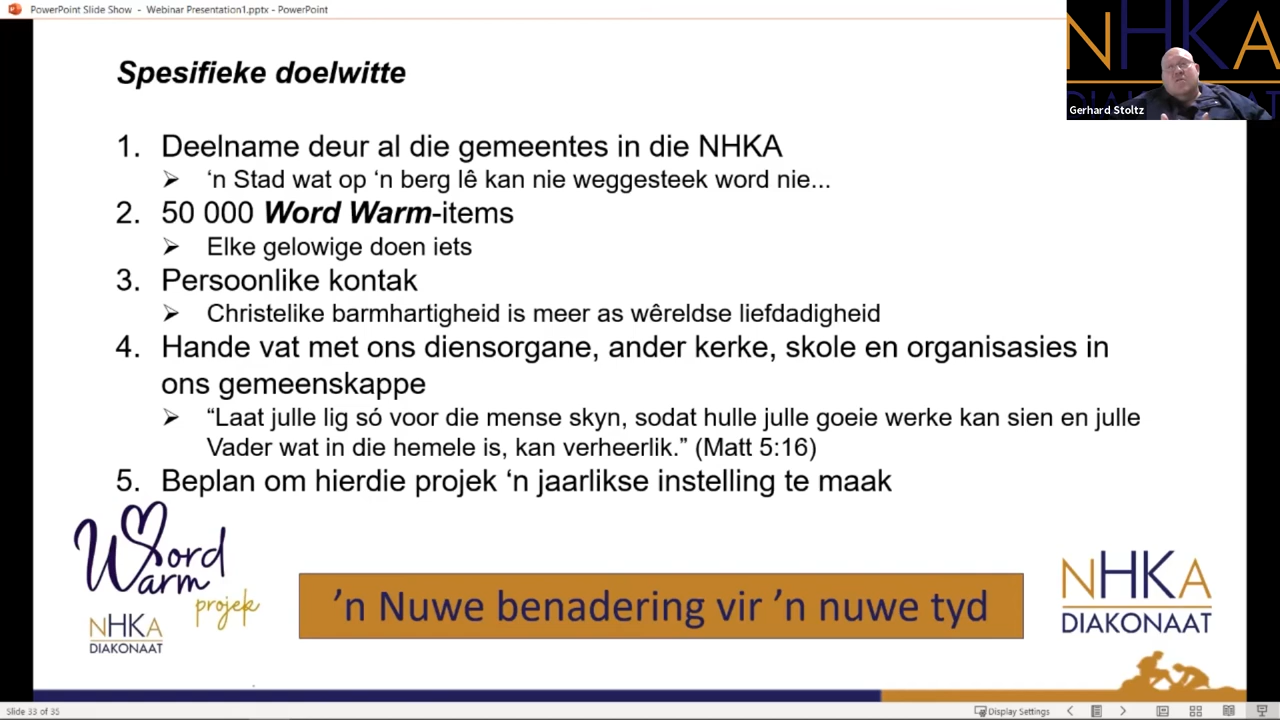 PowerPoint Slide Show - Webinar Presentation1.pptx - PowerPoint
NHKA
DIAKONAAT
Gerhard Stoltz
Spesifieke doelwitte
1. Deelname deur al die gemeentes in die NHKA
➤ ‘n Stad wat op ‘n berg lê kan nie weggesteek word nie...
2. 50 000 Word Warm-items
➤ Elke gelowige doen iets
3. Persoonlike kontak
➤ Christelike barmhartigheid is meer as wêreldse liefdadigheid
4. Hande vat met ons diensorgane, ander kerke, skole en organisasies in
ons gemeenskappe
➤ “Laat julle lig só voor die mense skyn, sodat hulle julle goeie werke kan sien en julle
Vader wat in die hemele is, kan verheerlik.” (Matt 5:16)
5. Beplan om hierdie projek ‘n jaarlikse instelling te maak
Word
Warm
projek
NHKA
DIAKONAAT
’n Nuwe benadering vir ’n nuwe tyd
NHKA
DIAKONAAT
Slide 33 of 35
Display Settings